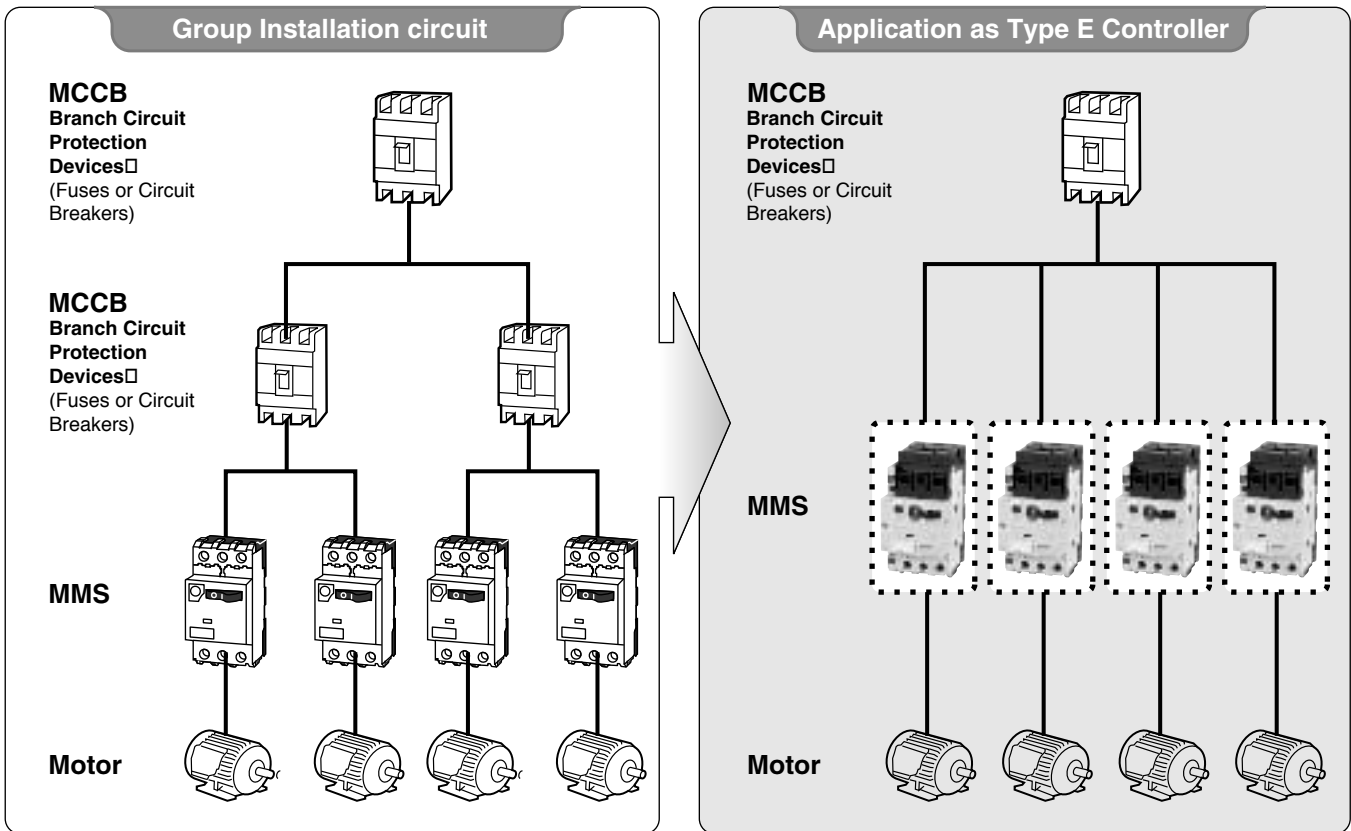 Group Installation circuit
MCCB
Branch Circuit
Protection
Devices□
(Fuses or Circuit
Breakers)
MCCB
Branch Circuit
Protection
Devices□
(Fuses or Circuit
Breakers)
MMS
Motor
Application as Type E Controller
MCCB
Branch Circuit
Protection
Devices□
(Fuses or Circuit
Breakers)
MMS
Motor